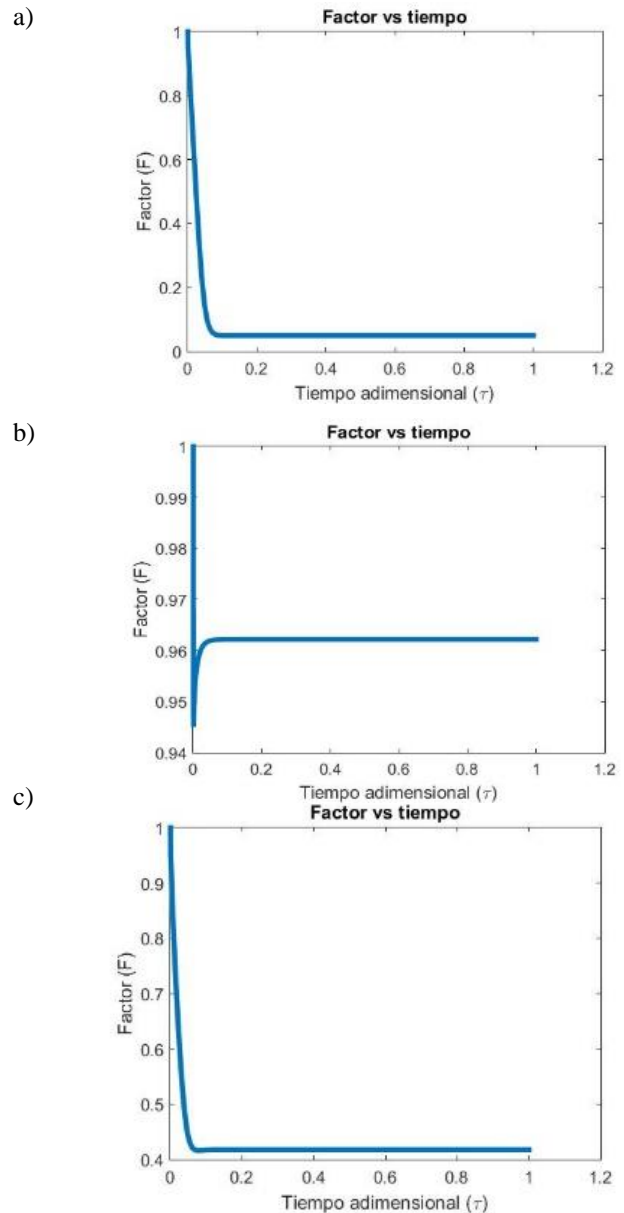 a)
Factor vs tiempo
1
0.8
0.6
0.4
0.2
0
Factor (F)
0 0.2 0.4 0.6 0.8 1 1.2
Tiempo adimensional (τ)
b)
Factor vs tiempo
1
0.99
0.98
0.97
0.96
0.95
0.94
Factor (F)
0 0.2 0.4 0.6 0.8 1 1.2
Tiempo adimensional (τ)
c)
Factor vs tiempo
1
0.9
0.8
0.7
0.6
0.5
0.4
Factor (F)
0 0.2 0.4 0.6 0.8 1 1.2
Tiempo adimensional (τ)